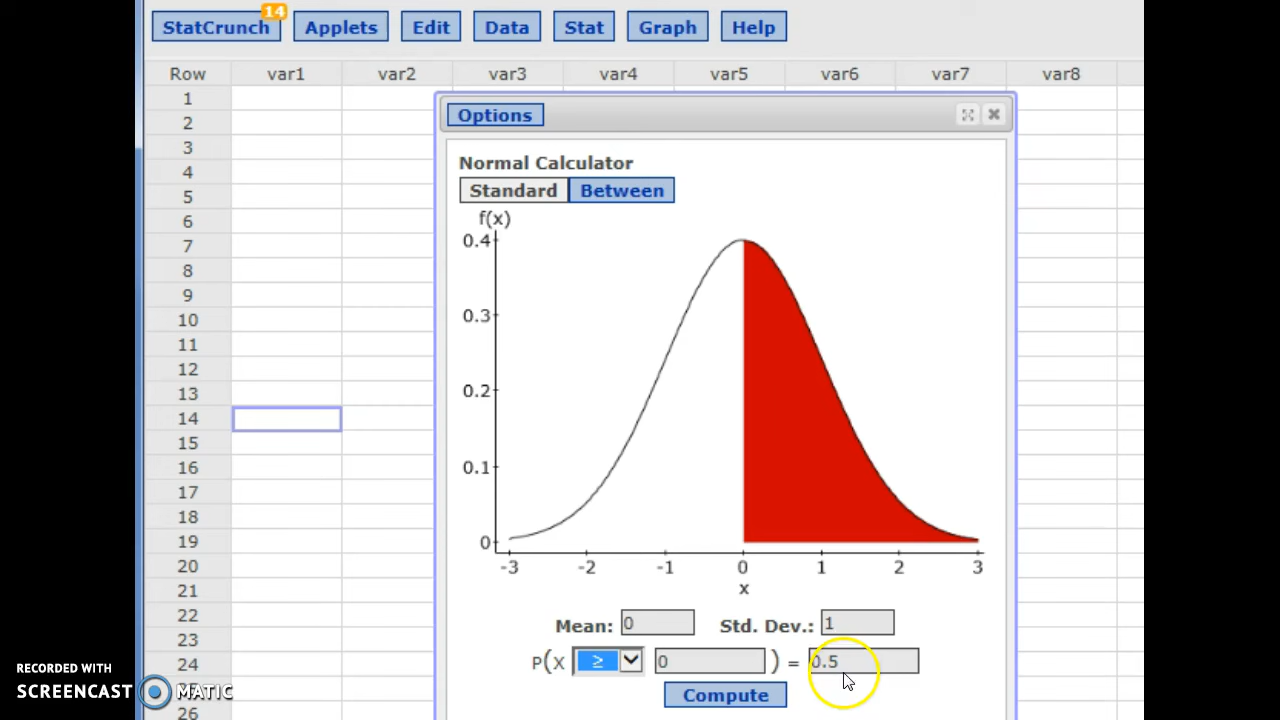 14
StatCrunch Applets Edit Data Stat Graph Help
Row var1 var2 var3 var4 var5 var6 var7 var8
1
2
3
4
5
6
7
8
9
10
11
12
13
14
15
16
17
18
19
20
21
22
23
24
26
Options
Normal Calculator
Standard Between
f(x)
0.4
0.3
0.2
0.1
0
-3 -2 -1 0 1 2 3
x
Mean: 0 Std. Dev.: 1
P(X ≥ 0 ) = 0.5
Compute
RECORDED WITH
SCREENCAST MATIC